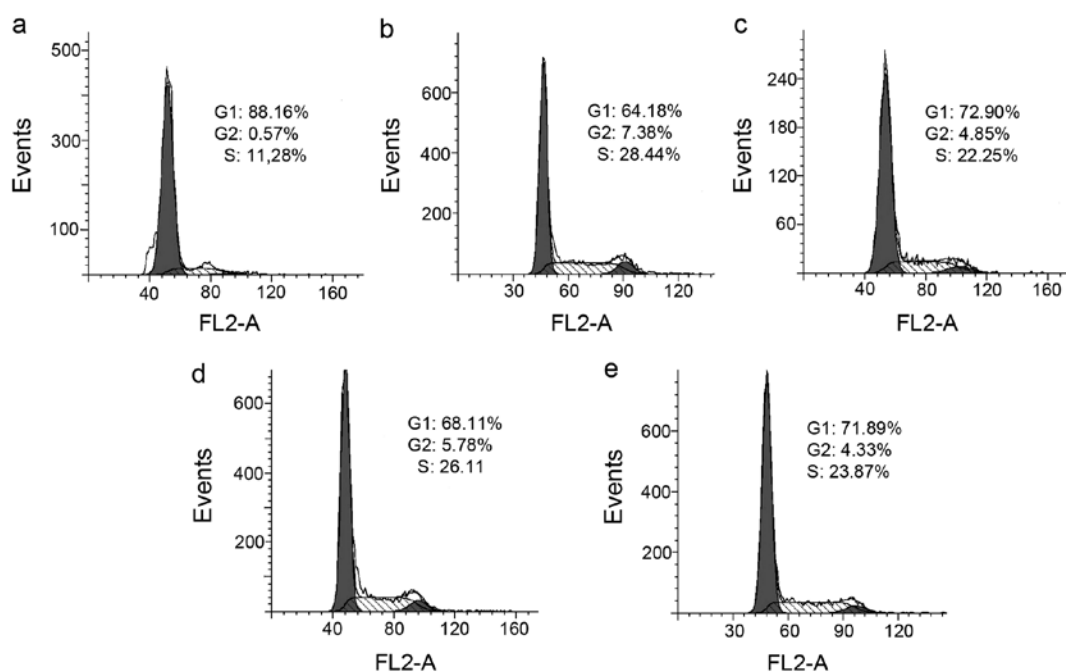 a
500
300
100
Events
G1: 88.16%
G2: 0.57%
S: 11,28%
40 80 120 160
FL2-A
b
600
400
200
Events
G1: 64.18%
G2: 7.38%
S: 28.44%
30 60 90 120
FL2-A
c
240
180
120
60
Events
G1: 72.90%
G2: 4.85%
S: 22.25%
40 80 120 160
FL2-A
d
600
400
200
Events
G1: 68.11%
G2: 5.78%
S: 26.11
40 80 120 160
FL2-A
e
600
400
200
Events
G1: 71.89%
G2: 4.33%
S: 23.87%
30 60 90 120
FL2-A